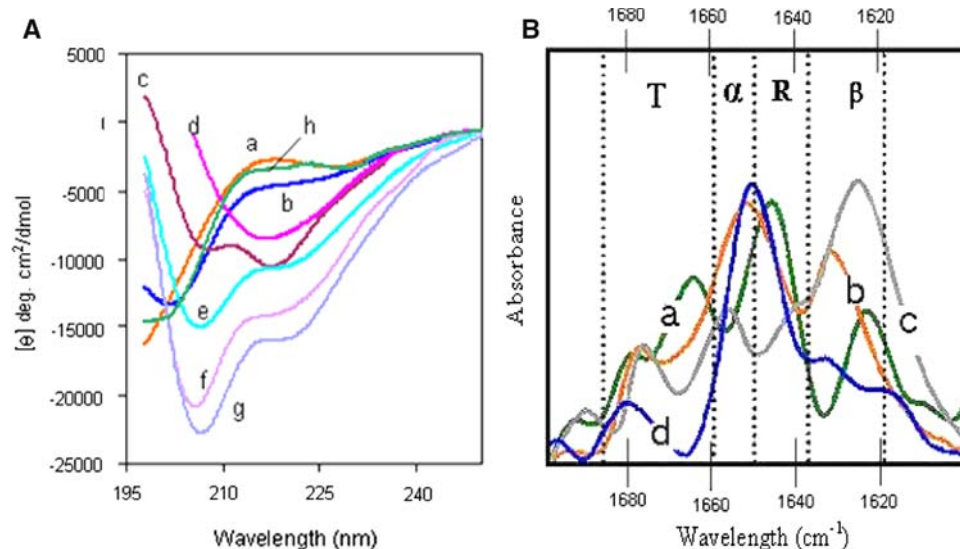 A
5000
I
-5000
-10000
-15000
-20000
-25000
[Θ] deg. cm²/dmol
195
210
225
240
Wavelength (nm)
c
d
a
h
b
e
f
g
B
1680
1660
1640
1620
T
α
R
β
Absorbance
a
b
c
d
1680
1660
1640
1620
Wavelength (cm⁻¹)